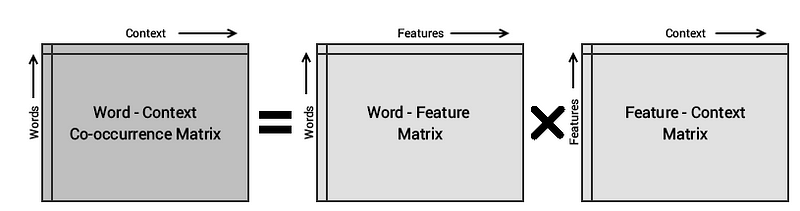 Context
Words
Word - Context
Co-occurrence Matrix
Features
Words
Word - Feature
Matrix
Context
Features
Feature - Context
Matrix